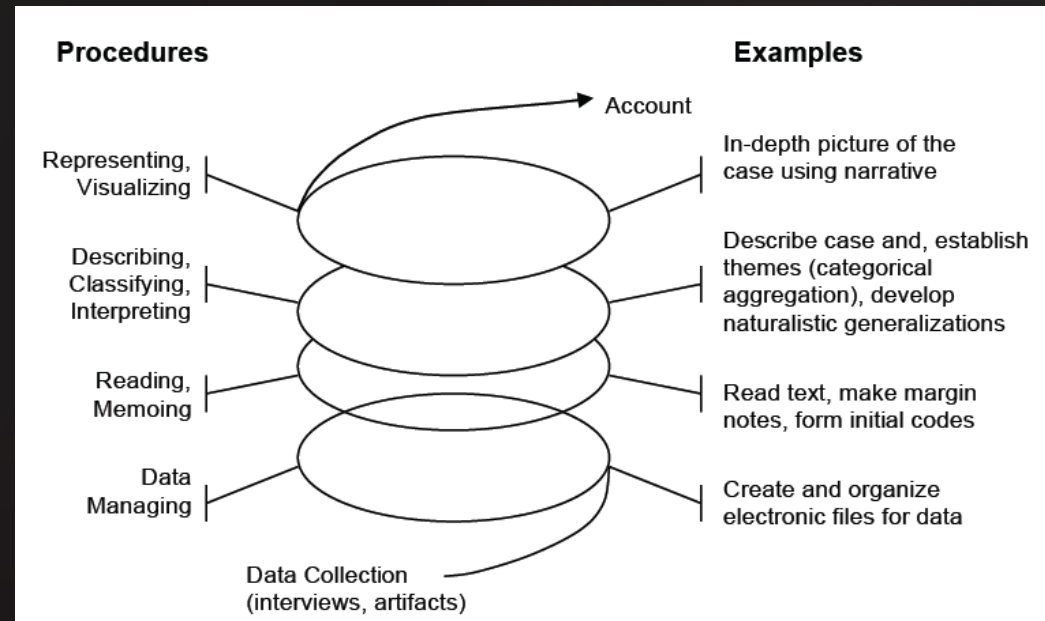 Procedures
Examples
Account
Representing,
Visualizing
In-depth picture of the
case using narrative
Describing,
Classifying,
Interpreting
Describe case and, establish
themes (categorical
aggregation), develop
naturalistic generalizations
Reading,
Memoing
Read text, make margin
notes, form initial codes
Data
Managing
Create and organize
electronic files for data
Data Collection
(interviews, artifacts)